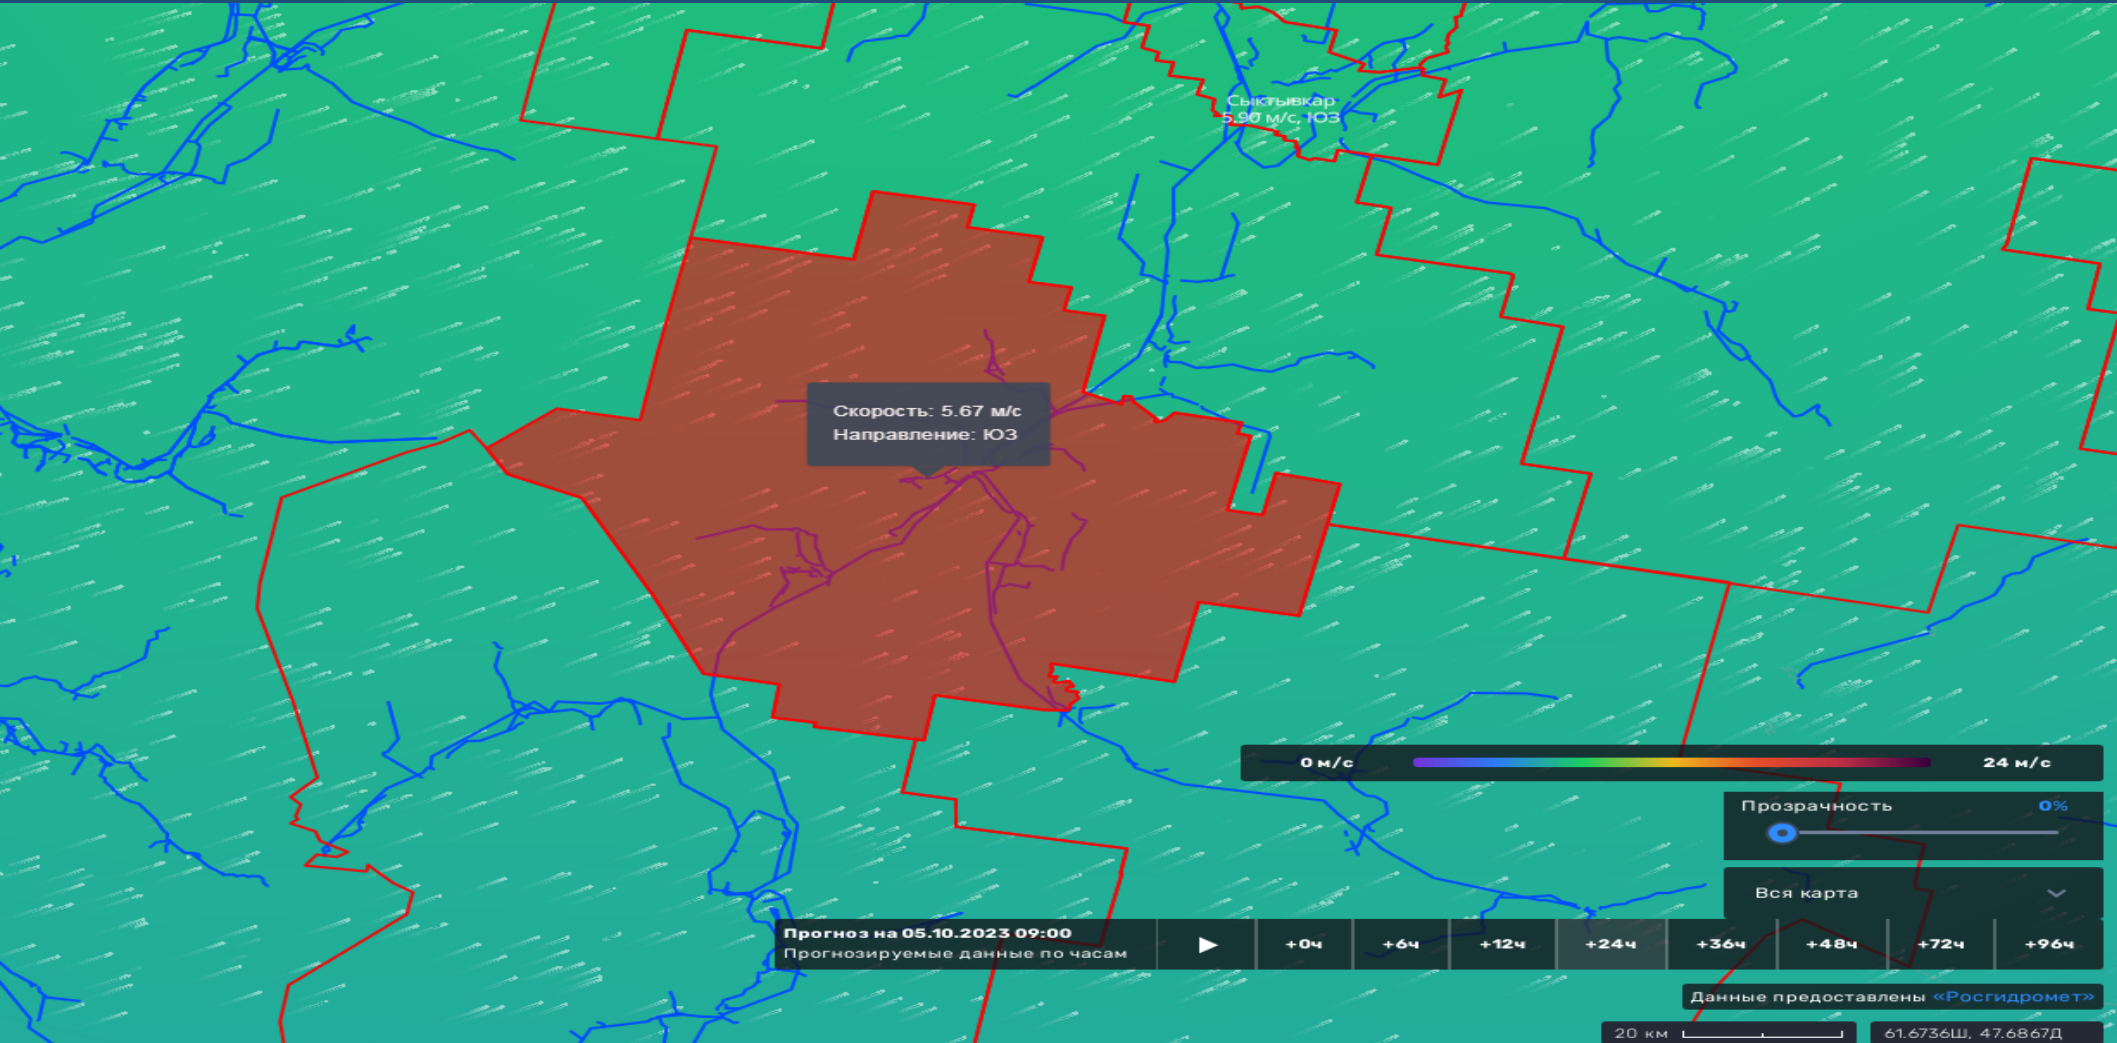 Сыктывкар
5.90 м/с, ЮЗ
Скорость: 5.67 м/с
Направление: ЮЗ
0 м/с 24 м/с
Прозрачность 0%
Вся карта
Прогноз на 05.10.2023 09:00
Прогнозируемые данные по часам
+0ч +6ч +12ч +24ч +36ч +48ч +72ч +96ч
Данные предоставлены «Росгидромет»
20 км 61.6736Ш, 47.6867Д